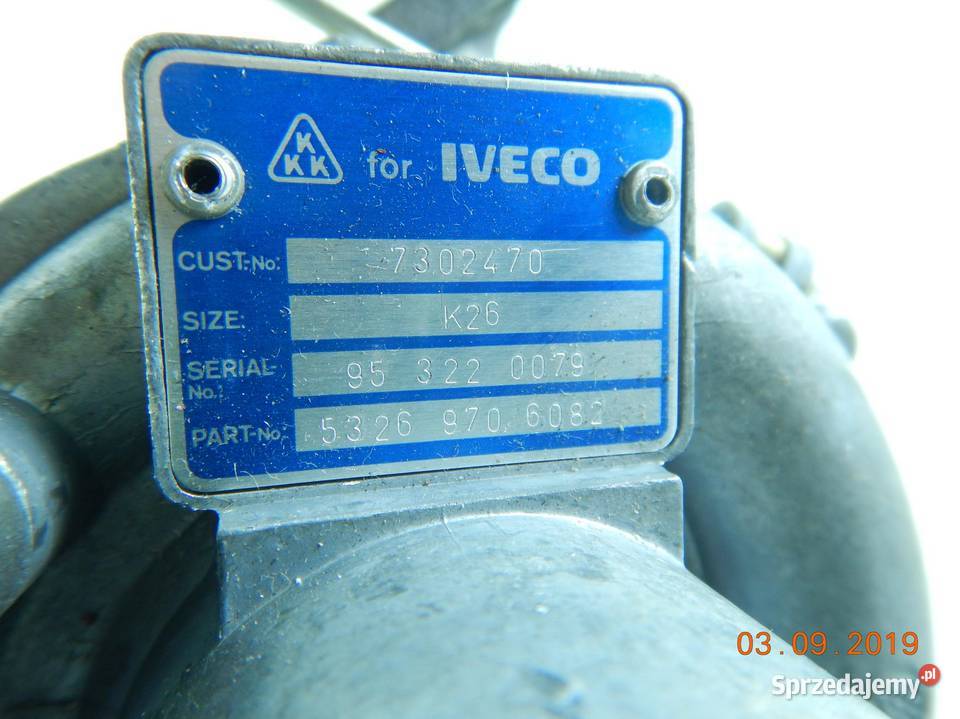 K
KKK for IVECO
CUST-No: 7302470
SIZE: K26
SERIAL-No.: 95 322 0079
PART-No. 5326 970 6082
03.09.2019
Sprzedajemy.pl